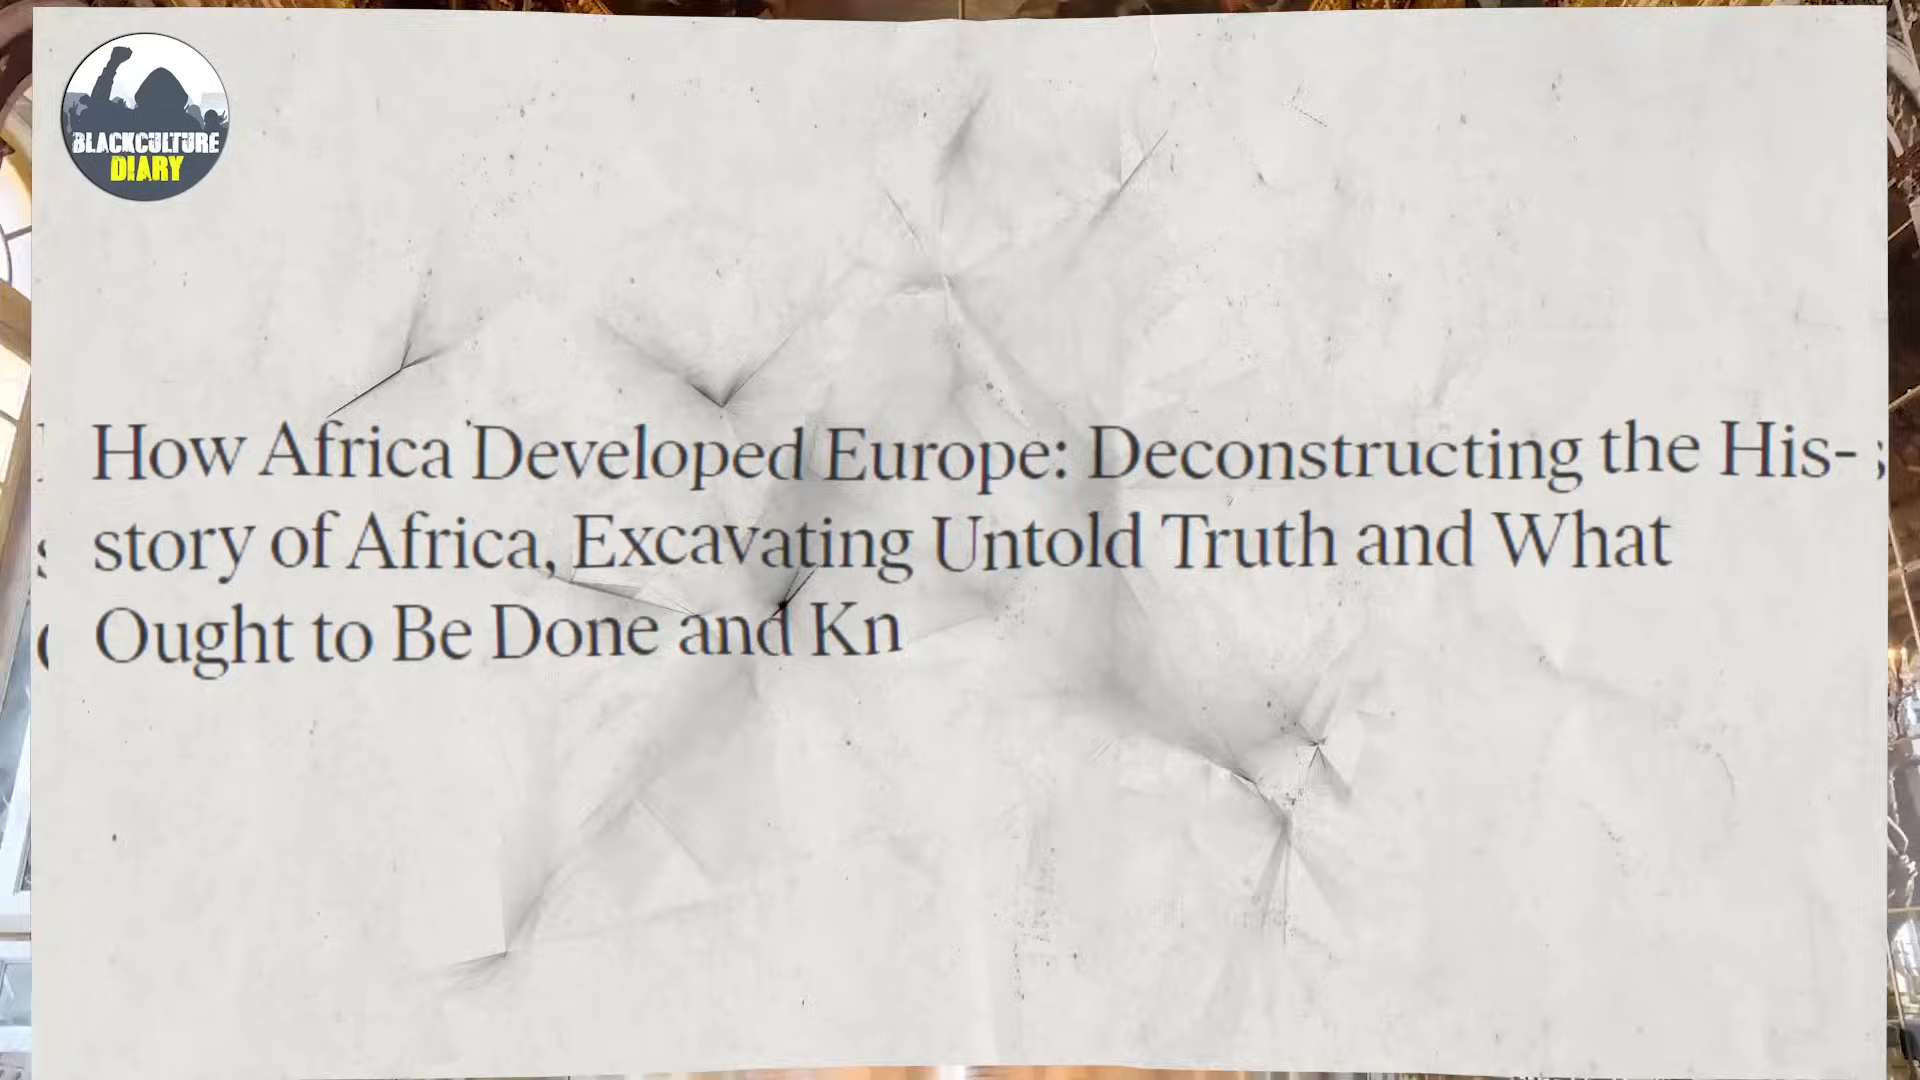 BLACKCULTURE
DIARY
How Africa Developed Europe: Deconstructing the His-
story of Africa, Excavating Untold Truth and What
Ought to Be Done and Kn